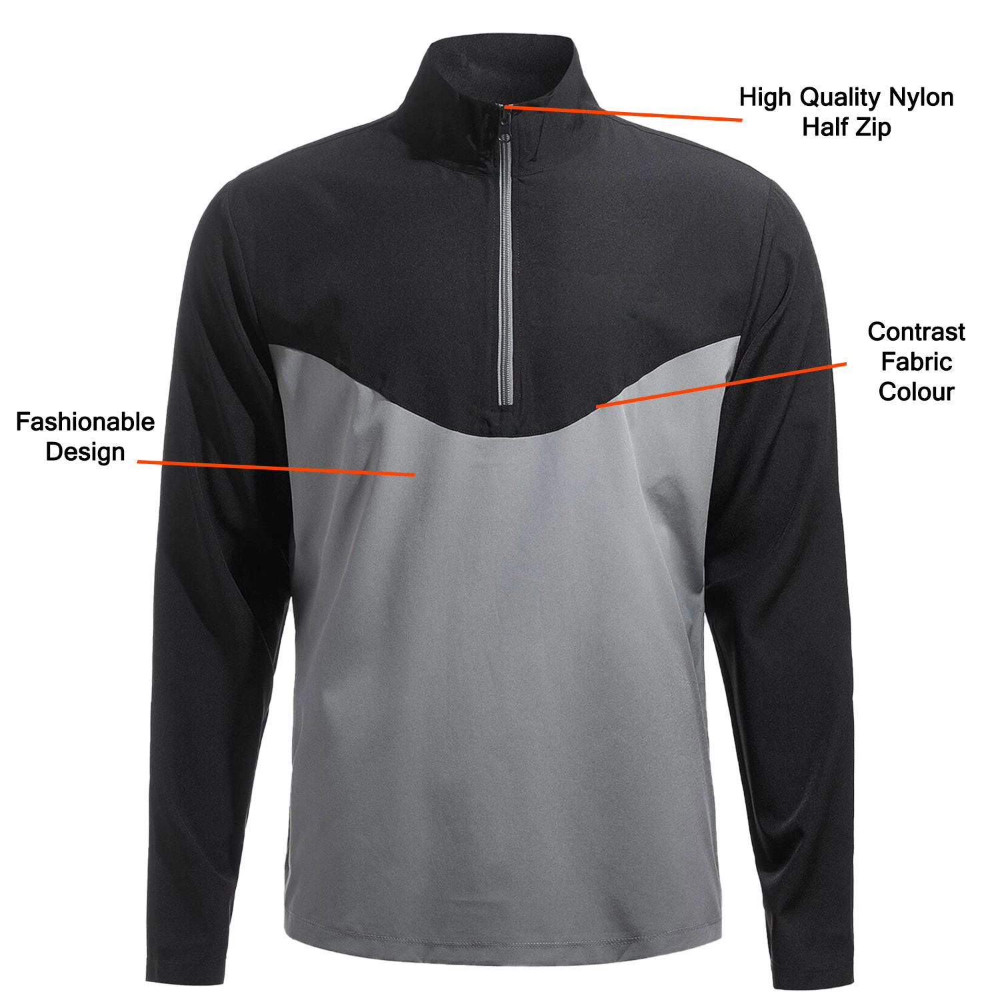 High Quality Nylon
Half Zip
Contrast
Fabric
Colour
Fashionable
Design